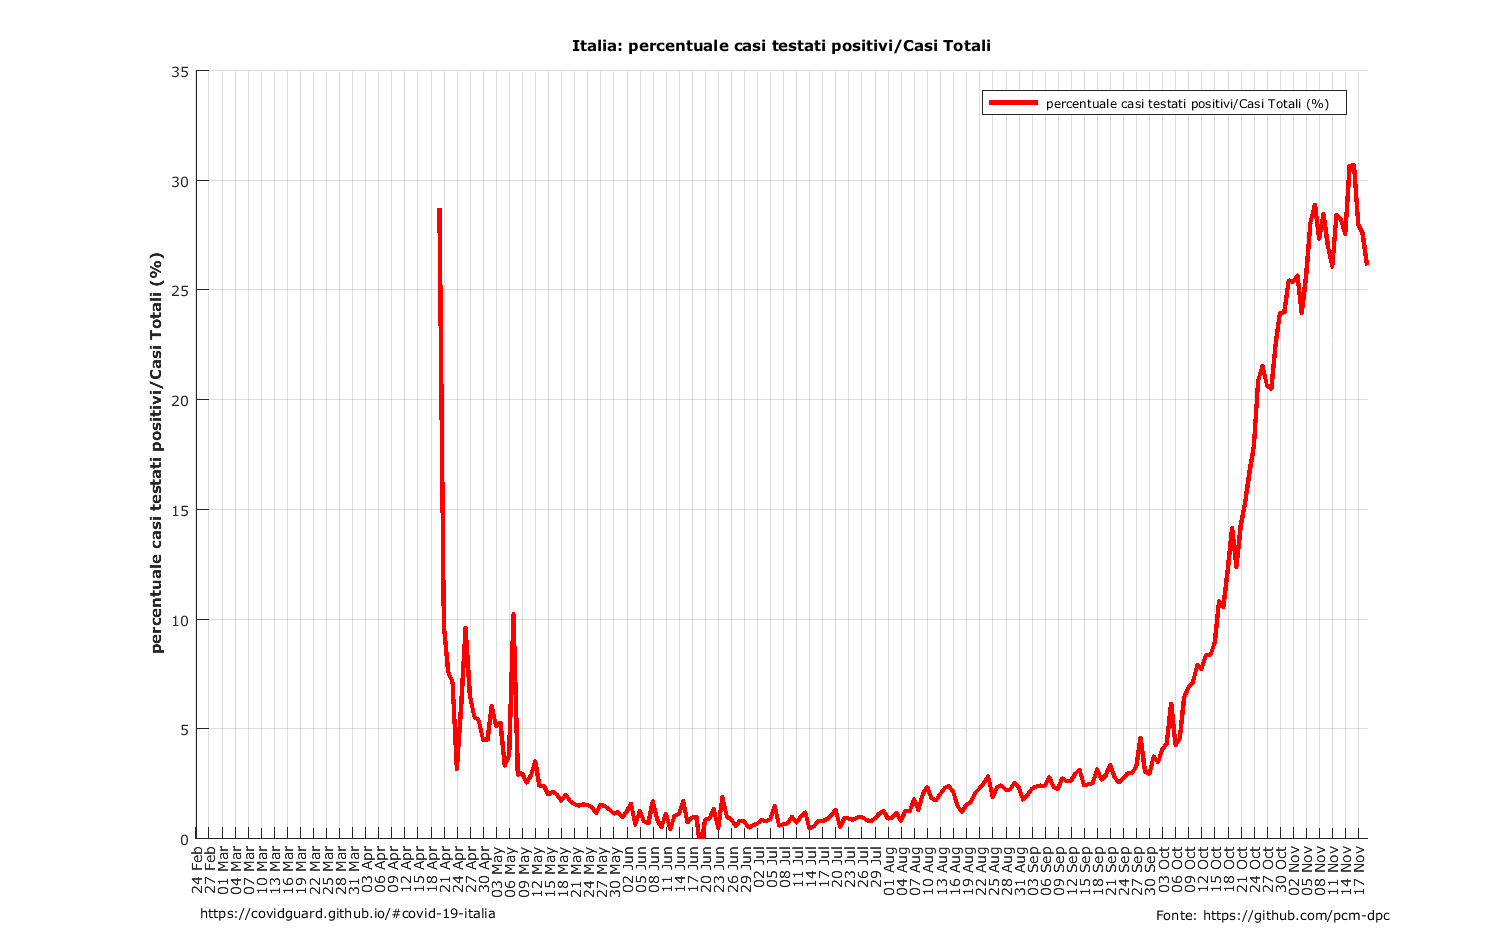 Italia: percentuale casi testati positivi/Casi Totali
percentuale casi testati positivi/Casi Totali (%)
percentuale casi testati positivi/Casi Totali (%)
35
30
25
20
15
10
5
0
24 Feb
27 Feb
01 Mar
04 Mar
07 Mar
10 Mar
13 Mar
16 Mar
19 Mar
22 Mar
25 Mar
28 Mar
31 Mar
03 Apr
06 Apr
09 Apr
12 Apr
15 Apr
18 Apr
21 Apr
24 Apr
27 Apr
30 Apr
03 May
06 May
09 May
12 May
15 May
18 May
21 May
24 May
27 May
30 May
02 Jun
05 Jun
08 Jun
11 Jun
14 Jun
17 Jun
20 Jun
23 Jun
26 Jun
29 Jun
02 Jul
05 Jul
08 Jul
11 Jul
14 Jul
17 Jul
20 Jul
23 Jul
26 Jul
29 Jul
01 Aug
04 Aug
07 Aug
10 Aug
13 Aug
16 Aug
19 Aug
22 Aug
25 Aug
28 Aug
31 Aug
03 Sep
06 Sep
09 Sep
12 Sep
15 Sep
18 Sep
21 Sep
24 Sep
27 Sep
30 Sep
03 Oct
06 Oct
09 Oct
12 Oct
15 Oct
18 Oct
21 Oct
24 Oct
27 Oct
30 Oct
02 Nov
05 Nov
08 Nov
11 Nov
14 Nov
17 Nov
https://covidguard.github.io/#covid-19-italia
Fonte: https://github.com/pcm-dpc